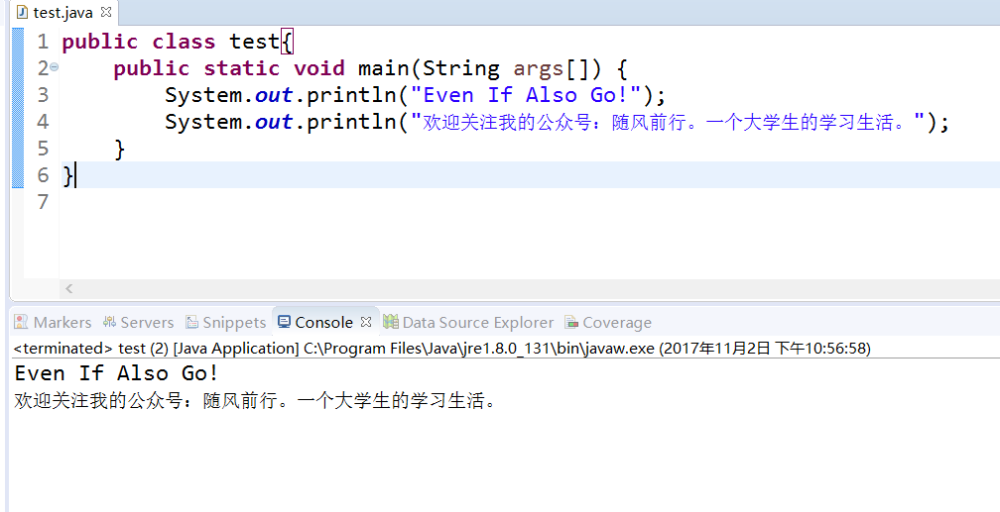 test.java
1 public class test{
2 public static void main(String args[]) {
3 System.out.println("Even If Also Go!");
4 System.out.println("欢迎关注我的公众号：随风前行。一个大学生的学习生活。");
5 }
6 }
7
Markers Servers Snippets Console Data Source Explorer Coverage
<terminated> test (2) [Java Application] C:\Program Files\Java\jre1.8.0_131\bin\javaw.exe (2017年11月2日 下午10:56:58)
Even If Also Go!
欢迎关注我的公众号：随风前行。一个大学生的学习生活。